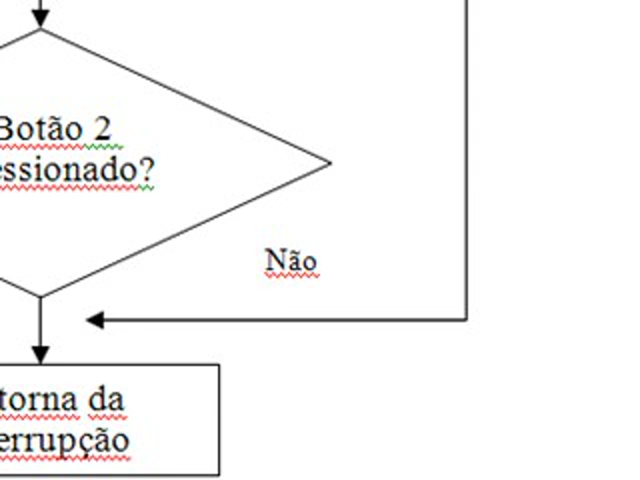 Botão 2
essionado?
Não
torna da
errupção